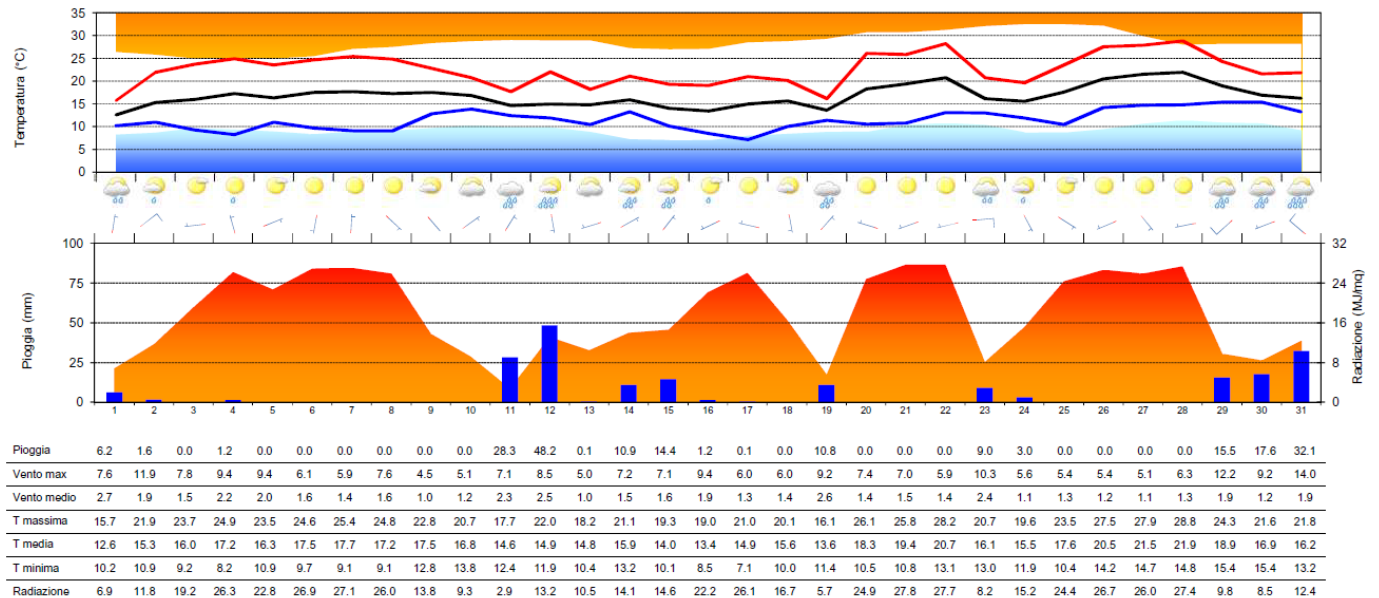 35
30
25
20
15
10
5
0
Temperatura (°C)
100
75
50
25
0
Pioggia (mm)
32
24
16
8
0
Radiazione (MJ/mq)
1 2 3 4 5 6 7 8 9 10 11 12 13 14 15 16 17 18 19 20 21 22 23 24 25 26 27 28 29 30 31
Pioggia 6.2 1.6 0.0 1.2 0.0 0.0 0.0 0.0 0.0 0.0 28.3 48.2 0.1 10.9 14.4 1.2 0.1 0.0 10.8 0.0 0.0 0.0 9.0 3.0 0.0 0.0 0.0 0.0 15.5 17.6 32.1
Vento max 7.6 11.9 7.8 9.4 9.4 6.1 5.9 7.6 4.5 5.1 7.1 8.5 5.0 7.2 7.1 9.4 6.0 6.0 9.2 7.4 7.0 5.9 10.3 5.6 5.4 5.4 5.1 6.3 12.2 9.2 14.0
Vento medio 2.7 1.9 1.5 2.2 2.0 1.6 1.4 1.6 1.0 1.2 2.3 2.5 1.0 1.5 1.6 1.9 1.3 1.4 2.6 1.4 1.5 1.4 2.4 1.1 1.3 1.2 1.1 1.3 1.9 1.2 1.9
T massima 15.7 21.9 23.7 24.9 23.5 24.6 25.4 24.8 22.8 20.7 17.7 22.0 18.2 21.1 19.3 19.0 21.0 20.1 16.1 26.1 25.8 28.2 20.7 19.6 23.5 27.5 27.9 28.8 24.3 21.6 21.8
T media 12.6 15.3 16.0 17.2 16.3 17.5 17.7 17.2 17.5 16.8 14.6 14.9 14.8 15.9 14.0 13.4 14.9 15.6 13.6 18.3 19.4 20.7 16.1 15.5 17.6 20.5 21.5 21.9 18.9 16.9 16.2
T minima 10.2 10.9 9.2 8.2 10.9 9.7 9.1 9.1 12.8 13.8 12.4 11.9 10.4 13.2 10.1 8.5 7.1 10.0 11.4 10.5 10.8 13.1 13.0 11.9 10.4 14.2 14.7 14.8 15.4 15.4 13.2
Radiazione 6.9 11.8 19.2 26.3 22.8 26.9 27.1 26.0 13.8 9.3 2.9 13.2 10.5 14.1 14.6 22.2 26.1 16.7 5.7 24.9 27.8 27.7 8.2 15.2 24.4 26.7 26.0 27.4 9.8 8.5 12.4